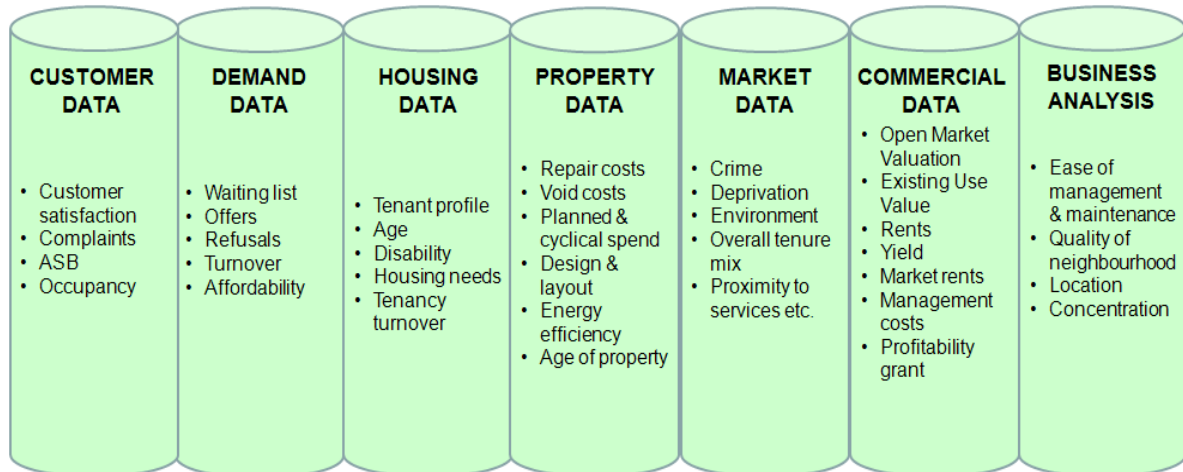 CUSTOMER
DATA
• Customer
satisfaction
• Complaints
• ASB
• Occupancy
DEMAND
DATA
• Waiting list
• Offers
• Refusals
• Turnover
• Affordability
HOUSING
DATA
• Tenant profile
• Age
• Disability
• Housing needs
• Tenancy
turnover
PROPERTY
DATA
• Repair costs
• Void costs
• Planned &
cyclical spend
• Design &
layout
• Energy
efficiency
• Age of property
MARKET
DATA
• Crime
• Deprivation
• Environment
• Overall tenure
mix
• Proximity to
services etc.
COMMERCIAL
DATA
• Open Market
Valuation
• Existing Use
Value
• Rents
• Yield
• Market rents
• Management
costs
• Profitability
grant
BUSINESS
ANALYSIS
• Ease of
management
& maintenance
• Quality of
neighbourhood
• Location
• Concentration